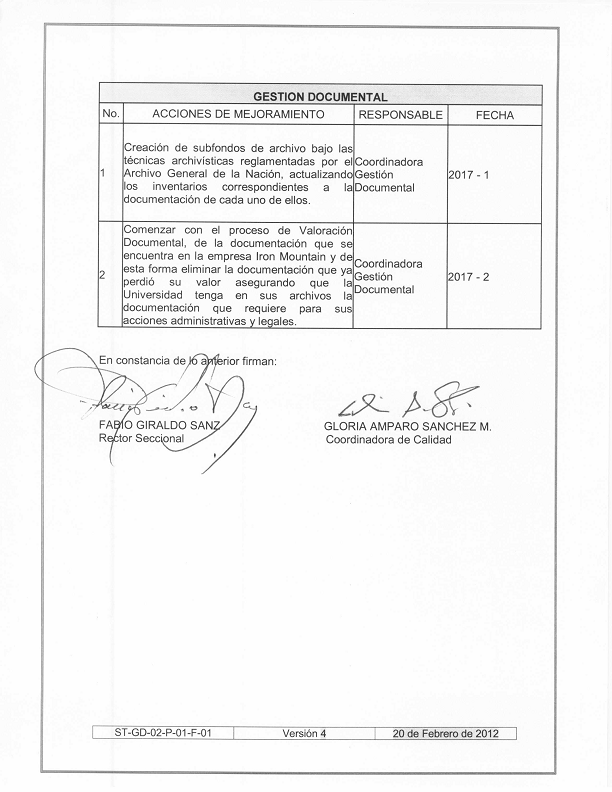 GESTION DOCUMENTAL
No. ACCIONES DE MEJORAMIENTO RESPONSABLE FECHA
1
Creación de subfondos de archivo bajo las
técnicas archivísticas reglamentadas por el
Archivo General de la Nación, actualizando
los inventarios correspondientes a la
documentación de cada uno de ellos.
Coordinadora
Gestión
Documental
2017 - 1
2
Comenzar con el proceso de Valoración
Documental, de la documentación que se
encuentra en la empresa Iron Mountain y de
esta forma eliminar la documentación que ya
perdió su valor asegurando que la
Universidad tenga en sus archivos la
documentación que requiere para sus
acciones administrativas y legales.
Coordinadora
Gestión
Documental
2017 - 2
En constancia de lo anterior firman:
FABIO GIRALDO SANZ
Rector Seccional
GLORIA AMPARO SANCHEZ M.
Coordinadora de Calidad
ST-GD-02-P-01-F-01 Versión 4 20 de Febrero de 2012